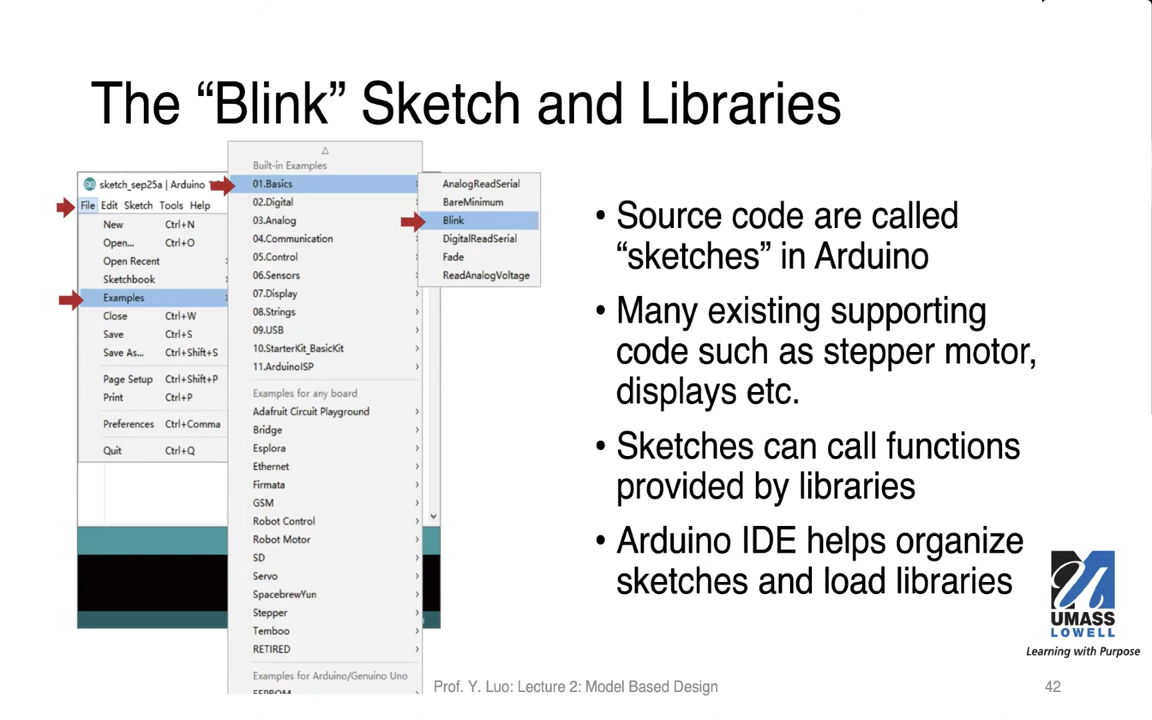 The “Blink” Sketch and Libraries
sketch_sep25a | Arduino
File Edit Sketch Tools Help
New Ctrl+N
Open... Ctrl+O
Open Recent
Sketchbook
Examples
Close Ctrl+W
Save Ctrl+S
Save As... Ctrl+Shift+S
Page Setup Ctrl+Shift+P
Print Ctrl+P
Preferences Ctrl+Comma
Quit Ctrl+Q
Built-in Examples
01.Basics
02.Digital
03.Analog
04.Communication
05.Control
06.Sensors
07.Display
08.Strings
09.USB
10.StarterKit_BasicKit
11.ArduinoISP
Examples for any board
Adafruit Circuit Playground
Bridge
Esplora
Ethernet
Firmata
GSM
Robot Control
Robot Motor
SD
Servo
SpacebrewYun
Stepper
Temboo
RETIRED
Examples for Arduino/Genuino Uno
EEPROM
AnalogReadSerial
BareMinimum
Blink
DigitalReadSerial
Fade
ReadAnalogVoltage
• Source code are called
“sketches” in Arduino
• Many existing supporting
code such as stepper motor,
displays etc.
• Sketches can call functions
provided by libraries
• Arduino IDE helps organize
sketches and load libraries
UMASS
LOWELL
Learning with Purpose
Prof. Y. Luo: Lecture 2: Model Based Design
42